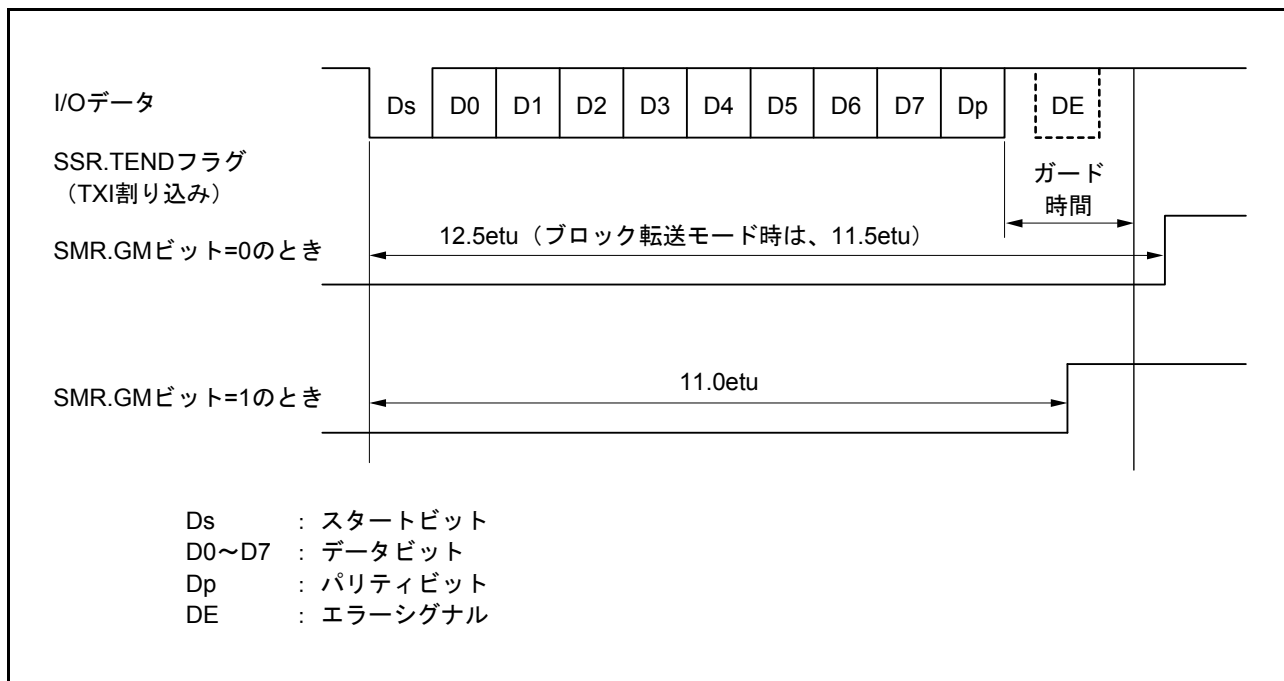 I/Oデータ
Ds D0 D1 D2 D3 D4 D5 D6 D7 Dp DE
SSR.TENDフラグ
（TXI割り込み）
ガード
時間
SMR.GMビット=0のとき
12.5etu（ブロック転送モード時は、11.5etu）
SMR.GMビット=1のとき
11.0etu
Ds : スタートビット
D0～D7 : データビット
Dp : パリティビット
DE : エラーシグナル